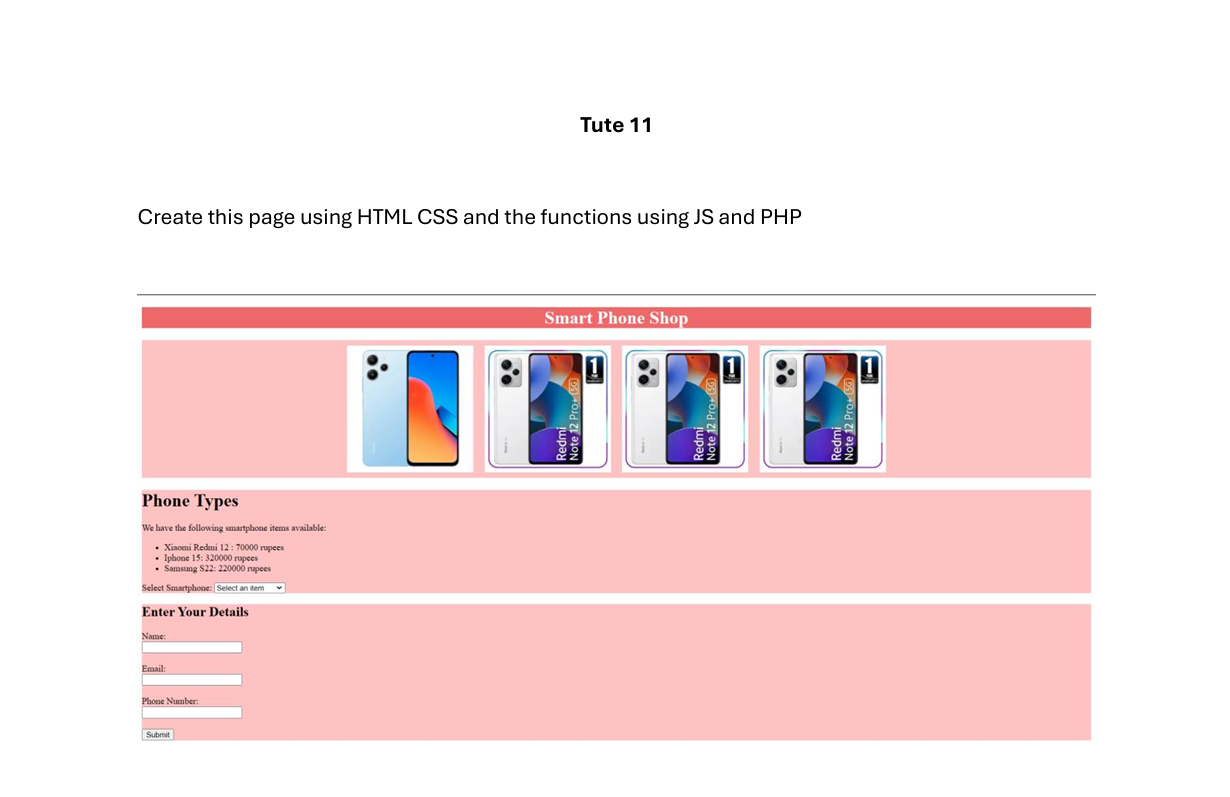 Tute 11
Create this page using HTML CSS and the functions using JS and PHP
Smart Phone Shop
1
Redmi
Note 12 Pro+ 5G
1
Redmi
Note 12 Pro+ 5G
1
Redmi
Note 12 Pro+ 5G
Phone Types
We have the following smartphone items available:
• Xiaomi Redmi 12 : 70000 rupees
• Iphone 15: 320000 rupees
• Samsung S22: 220000 rupees
Select Smartphone: Select an item
Enter Your Details
Name:
Email:
Phone Number:
Submit